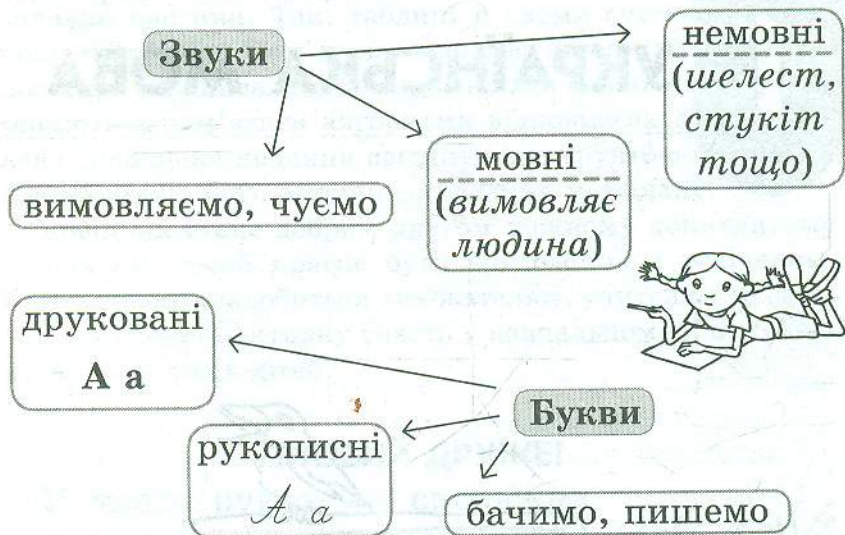 Звуки
немовні
(шелест,
стукіт
тощо)
мовні
(вимовляє
людина)
вимовляємо, чуємо
друковані
А а
Букви
рукописні
А а
бачимо, пишемо